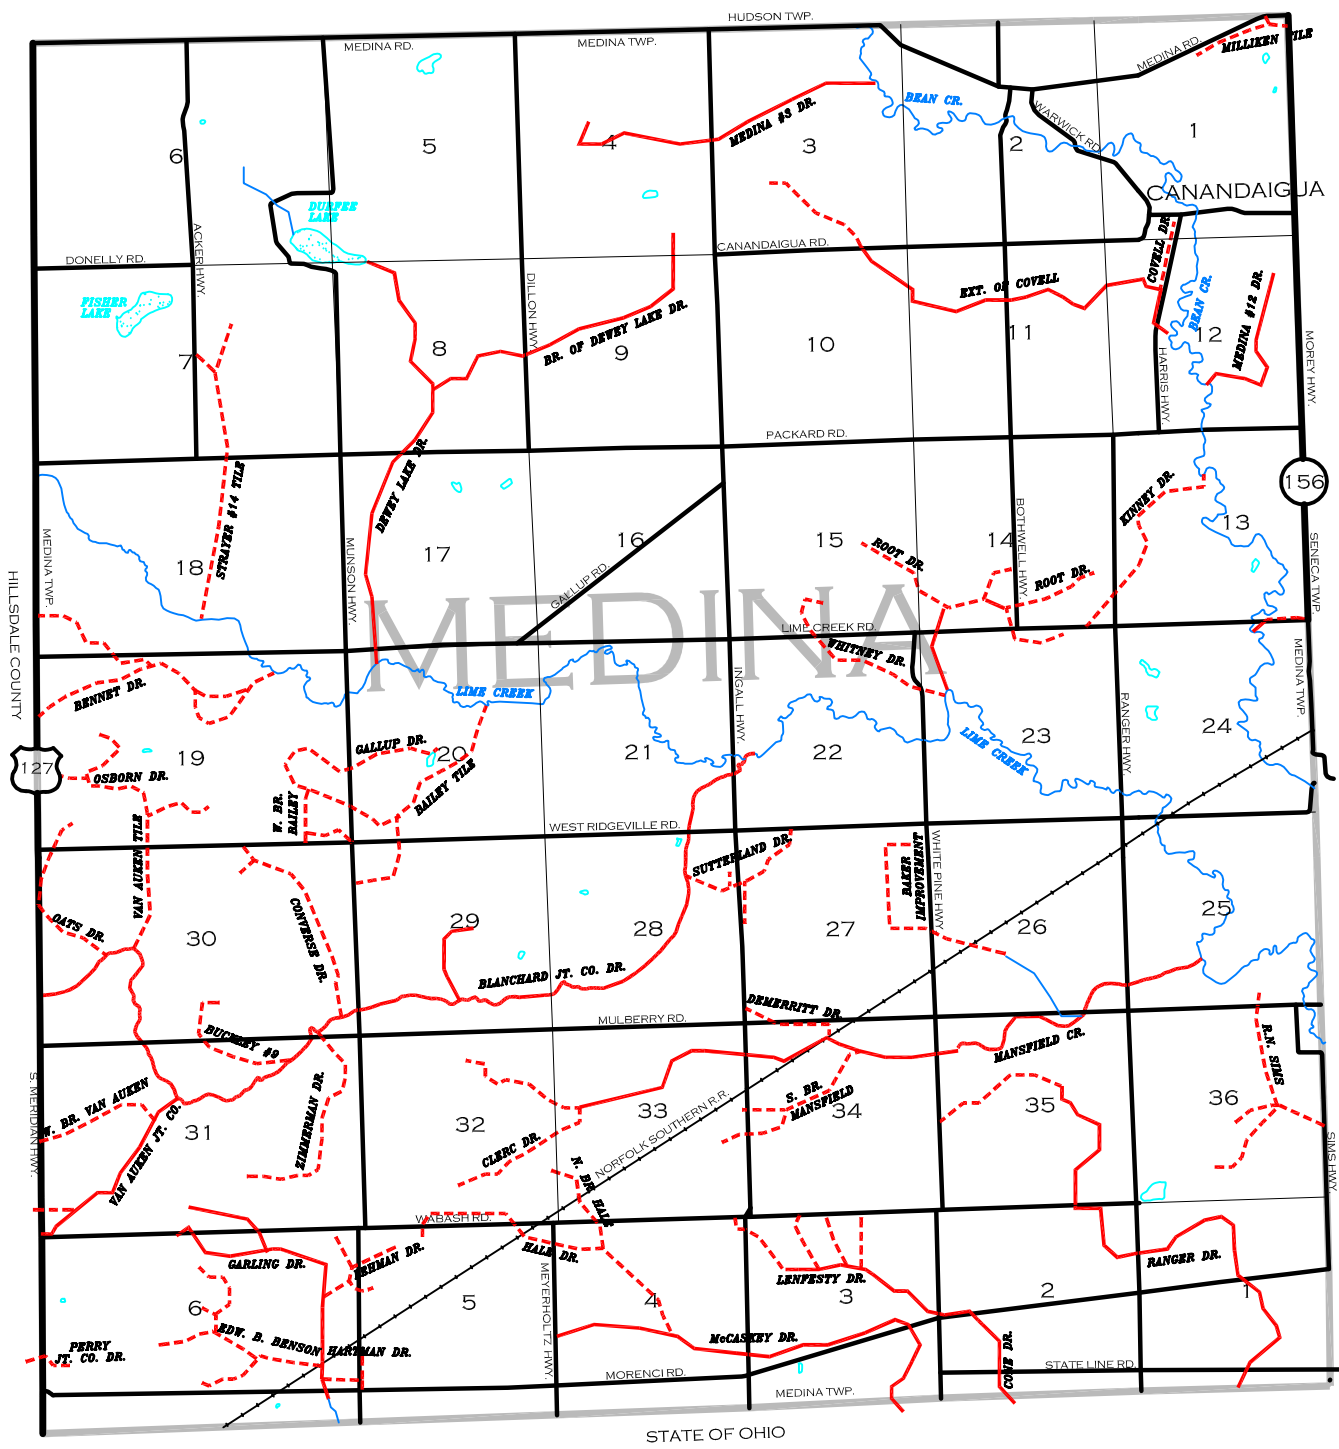 HUDSON TWP.
MEDINA RD.
MEDINA TWP.
MEDINA RD.
MILLIKEN TILE
BEAN CR.
WARWICK RD.
MEDINA #3 DR.
6
5
4
3
2
1
CANANDAIGUA
DURFEE
LAKE
ACKER HWY.
DONELLY RD.
CANANDAIGUA RD.
COVELL DR.
EXT. OF COVELL
BEAN CR.
MEDINA #12 DR.
FISHER
LAKE
DILLON HWY.
BR. OF DEWEY LAKE DR.
7
8
9
10
11
12
HARRIS HWY.
MOREY HWY.
PACKARD RD.
DEWEY LAKE DR.
STRAYER #14 TILE
KINNEY DR.
156
MEDINA TWP.
MUNSON HWY
BOTHWELL HWY.
SENECA TWP.
18
17
16
15
14
13
GALLUP RD.
ROOT DR.
ROOT DR.
HILLSDALE COUNTY
MEDINA
LIME CREEK RD.
WHITNEY DR.
MEDINA TWP.
BENNET DR.
LIME CREEK
INGALL HWY.
RANGER HWY.
LIME CREEK
127
19
20
21
22
23
24
OSBORN DR.
GALLUP DR.
BAILEY TILE
W. BR.
BAILEY
VAN AUKEN TILE
WEST RIDGEVILLE RD.
SUTTERLAND DR.
BAKER
IMPROVEMENT
WHITE PINE HWY.
OATS DR.
CONVERSE DR.
30
29
28
27
26
25
BLANCHARD JT. CO. DR.
DEMERRITT DR.
MULBERRY RD.
BUCKLEY #9
MANSFIELD CR.
R.N. SIMS
S. MERIDIAN HWY.
W. BR. VAN AUKEN
VAN AUKEN JT. CO.
ZIMMERMAN DR.
31
32
33
34
35
36
S. BR.
MANSFIELD
CLERC DR.
NORFOLK SOUTHERN R.R.
N. BR. HALE
SIMS HWY.
WABASH RD.
GARLING DR.
FEHMAN DR.
HALE DR.
LENFESTY DR.
RANGER DR.
MEYERHOLTZ HWY.
6
5
4
3
2
1
EDW. B. BENSON HARTMAN DR.
McCASKEY DR.
PERRY
JT. CO. DR.
CONE DR.
MORENCI RD.
STATE LINE RD.
MEDINA TWP.
STATE OF OHIO